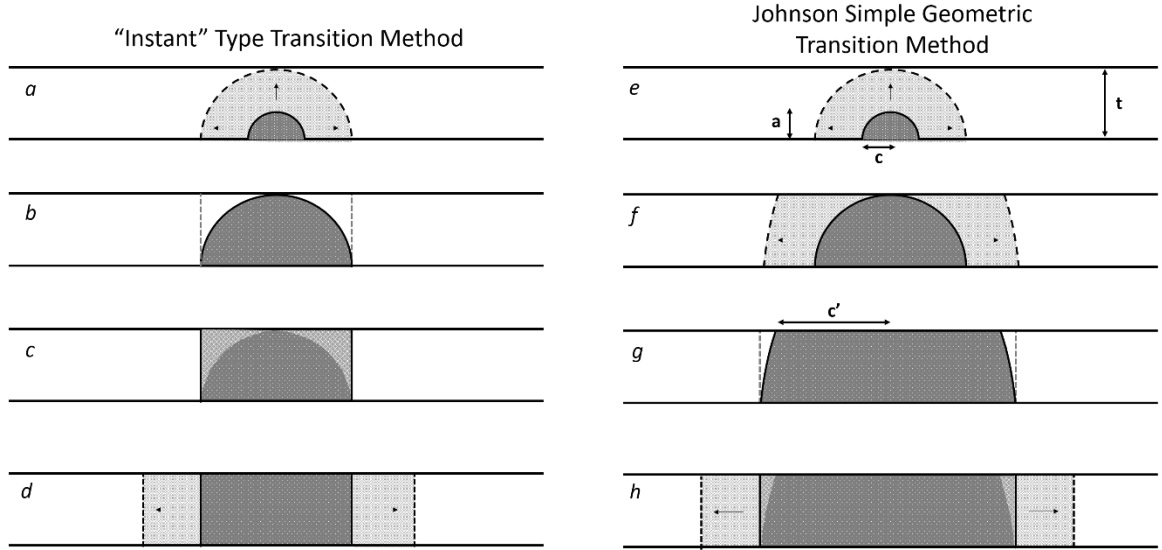 “Instant” Type Transition Method
a
b
c
d
Johnson Simple Geometric
Transition Method
e
a
c
t
f
c’
g
h